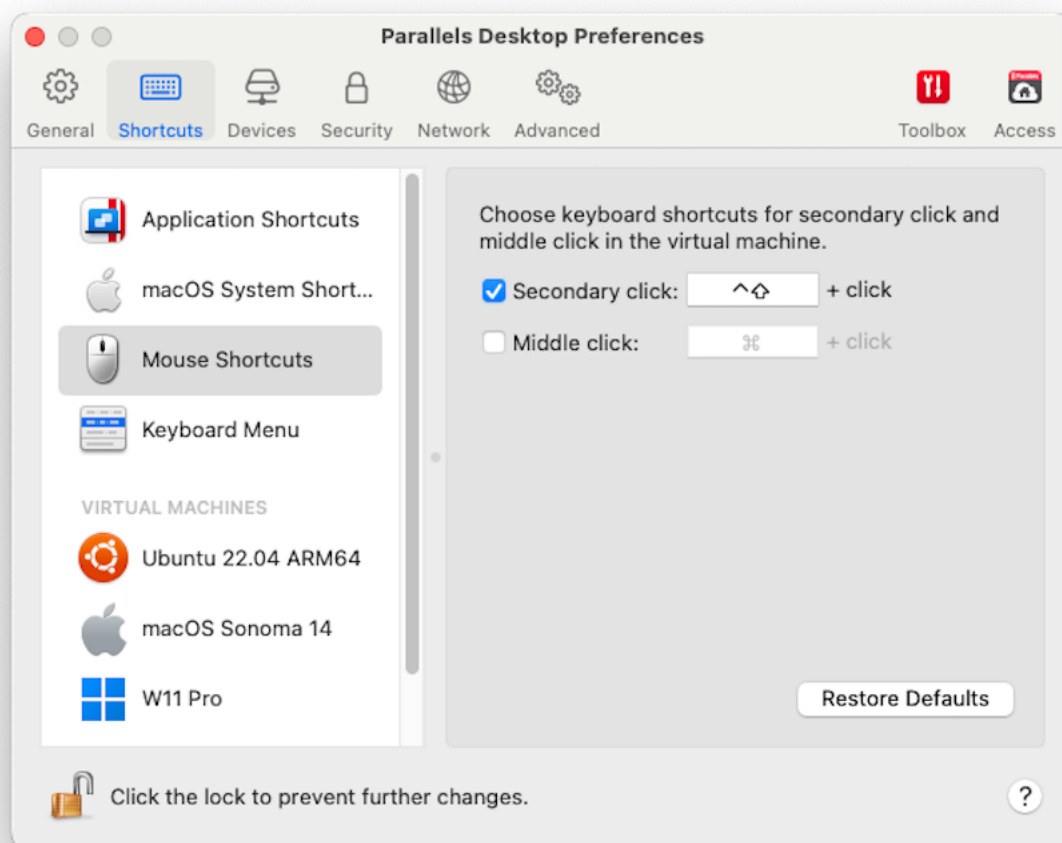 Parallels Desktop Preferences
General Shortcuts Devices Security Network Advanced Toolbox Access
Application Shortcuts
macOS System Short...
Mouse Shortcuts
Keyboard Menu
VIRTUAL MACHINES
Ubuntu 22.04 ARM64
macOS Sonoma 14
W11 Pro
Choose keyboard shortcuts for secondary click and
middle click in the virtual machine.
Secondary click: ^⇧ + click
Middle click: ⌘ + click
Restore Defaults
Click the lock to prevent further changes.
?